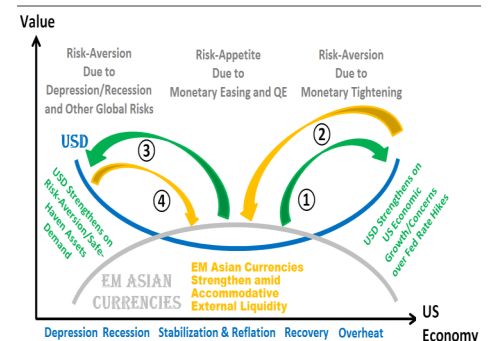 Value
Risk-Aversion
Due to
Depression/Recession
and Other Global Risks
Risk-Appetite
Due to
Monetary Easing and QE
Risk-Aversion
Due to
Monetary Tightening
USD
③
②
④
①
USD Strengthens on
Risk-Aversion/Safe-
Haven Assets
Demand
USD Strengthens on
US Economic
Growth/Concerns
over Fed Rate Hikes
EM ASIAN
CURRENCIES
EM Asian Currencies
Strengthen amid
Accommodative
External Liquidity
US
Economy
Depression Recession Stabilization & Reflation Recovery Overheat